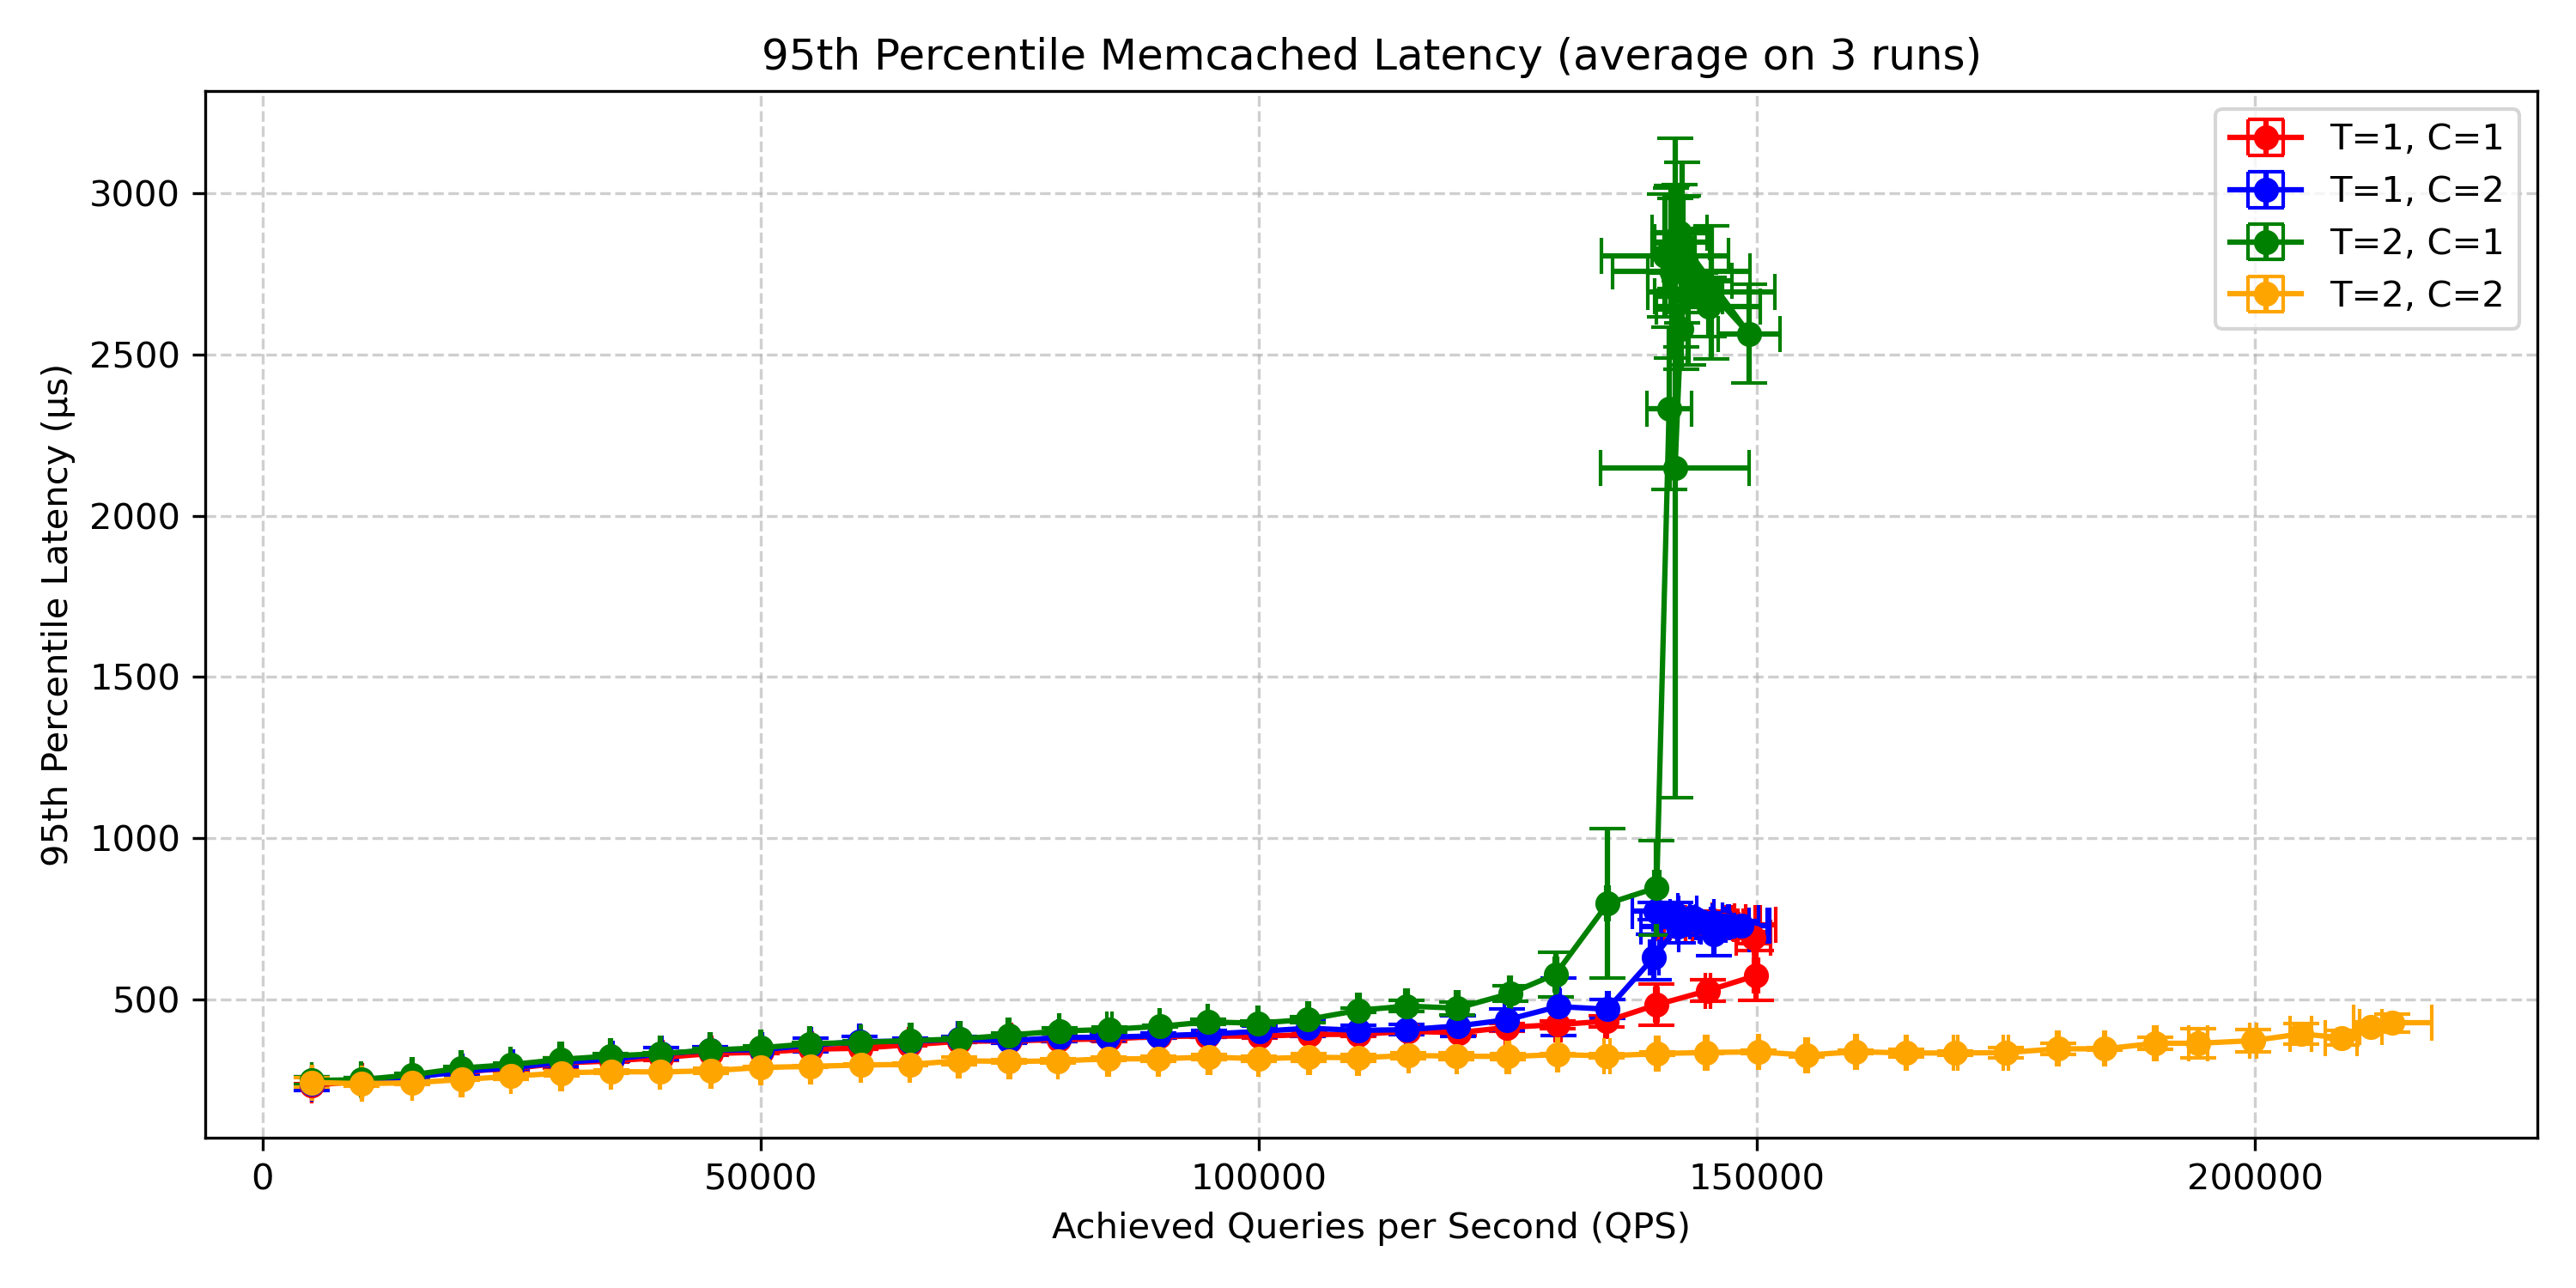 95th Percentile Memcached Latency (average on 3 runs)
T=1, C=1
T=1, C=2
T=2, C=1
T=2, C=2
95th Percentile Latency (µs)
3000
2500
2000
1500
1000
500
0
50000
100000
150000
200000
Achieved Queries per Second (QPS)